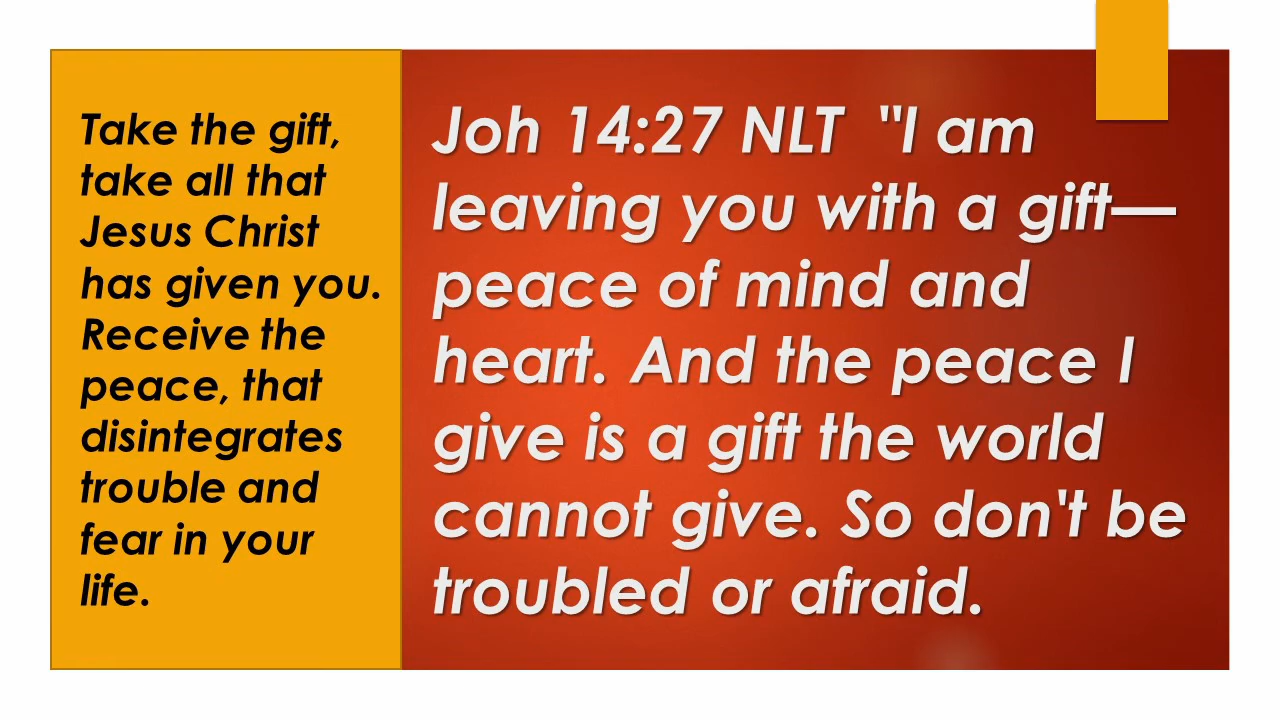 Take the gift,
take all that
Jesus Christ
has given you.
Receive the
peace, that
disintegrates
trouble and
fear in your
life.
Joh 14:27 NLT  "I am
leaving you with a gift—
peace of mind and
heart. And the peace I
give is a gift the world
cannot give. So don't be
troubled or afraid.